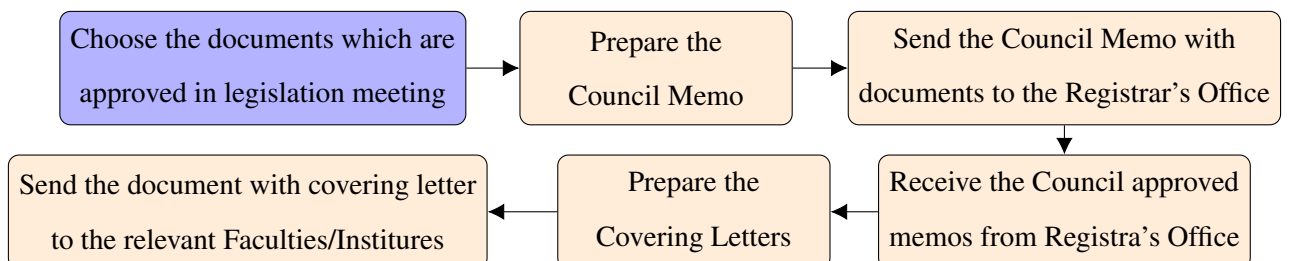 Choose the documents which are
approved in legislation meeting
Prepare the
Council Memo
Send the Council Memo with
documents to the Registrar's Office
Receive the Council approved
memos from Registra's Office
Prepare the
Covering Letters
Send the document with covering letter
to the relevant Faculties/Institures